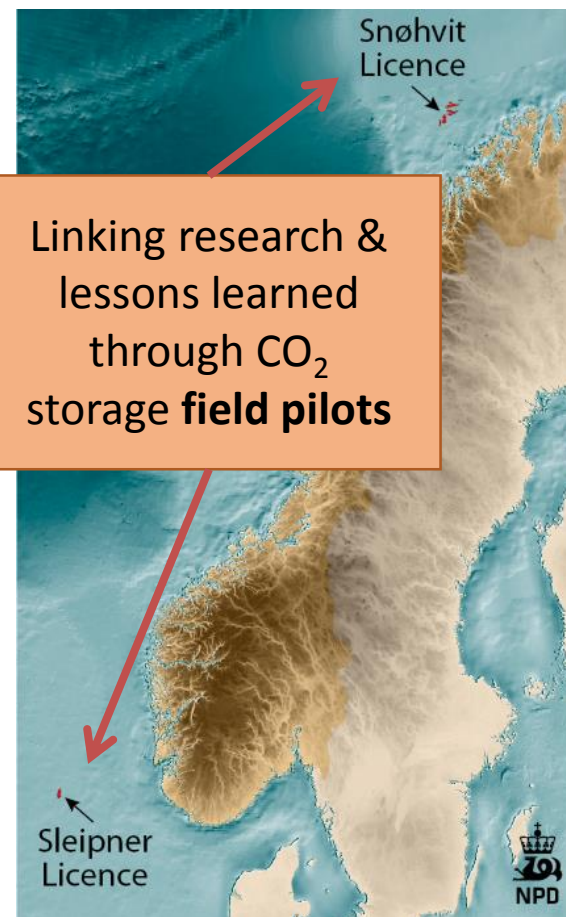 Snøhvit
Licence
Linking research &
lessons learned
through CO₂
storage field pilots
Sleipner
Licence
NPD